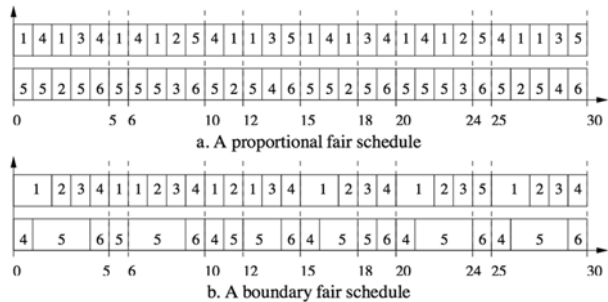 1 4 1 3 4 1 4 1 2 5 4 1 1 3 5 1 4 1 3 4 1 4 1 2 5 4 1 1 3 5
5 5 2 5 6 5 5 5 3 6 5 2 5 4 6 5 5 2 5 6 5 5 5 3 6 5 2 5 4 6
0 5 6 10 12 15 18 20 24 25 30
a. A proportional fair schedule
1 2 3 4 1 1 2 3 4 1 2 1 3 4 1 2 3 4 1 2 3 5 1 2 3 4
4 5 6 5 5 6 4 5 5 6 4 5 5 6 4 5 6 4 5 6
0 5 6 10 12 15 18 20 24 25 30
b. A boundary fair schedule